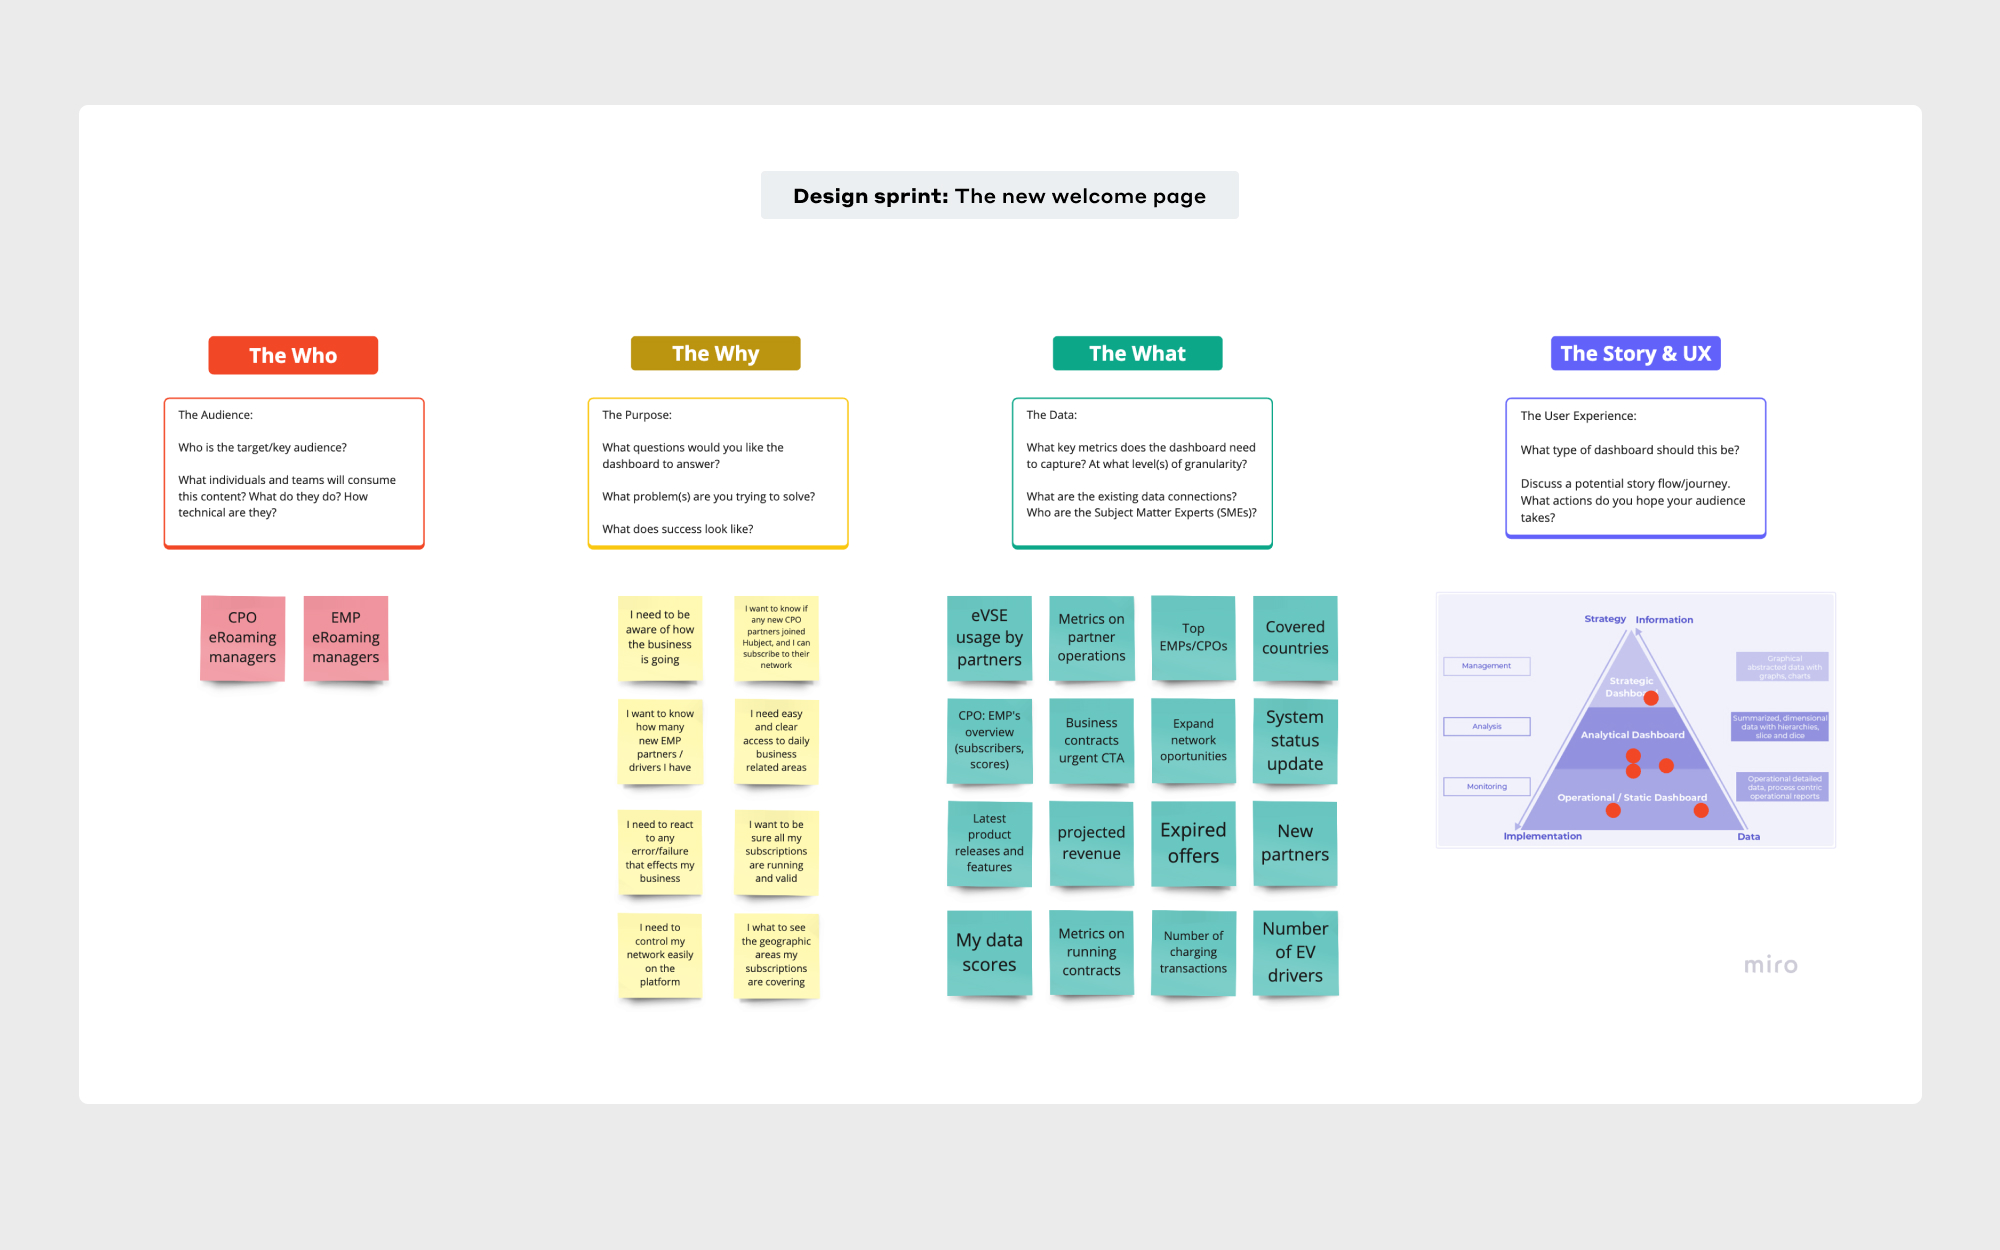 Design sprint: The new welcome page
The Who
The Audience:
Who is the target/key audience?
What individuals and teams will consume
this content? What do they do? How
technical are they?
CPO
eRoaming
managers
EMP
eRoaming
managers
The Why
The Purpose:
What questions would you like the
dashboard to answer?
What problem(s) are you trying to solve?
What does success look like?
I need to be
aware of how
the business
is going
I want to know if
any new CPO
partners joined
Hubject, and I can
subscribe to their
network
I want to know
how many
new EMP
partners /
drivers I have
I need easy
and clear
access to daily
business
related areas
I need to react
to any
error/failure
that effects my
business
I want to be
sure all my
subscriptions
are running
and valid
I need to
control my
network easily
on the
platform
I what to see
the geographic
areas my
subscriptions
are covering
The What
The Data:
What key metrics does the dashboard need
to capture? At what level(s) of granularity?
What are the existing data connections?
Who are the Subject Matter Experts (SMEs)?
eVSE
usage by
partners
Metrics on
partner
operations
Top
EMPs/CPOs
Covered
countries
CPO: EMP's
overview
(subscribers,
scores)
Business
contracts
urgent CTA
Expand
network
oportunities
System
status
update
Latest
product
releases and
features
projected
revenue
Expired
offers
New
partners
My data
scores
Metrics on
running
contracts
Number of
charging
transactions
Number
of EV
drivers
The Story & UX
The User Experience:
What type of dashboard should this be?
Discuss a potential story flow/journey.
What actions do you hope your audience
takes?
Strategy Information
Management
Strategic
Dashboard
Graphical
abstracted data with
graphs, charts
Analysis
Analytical Dashboard
Summarized, dimensional
data with hierarchies,
slice and dice
Monitoring
Operational / Static Dashboard
Operational detailed
data, process centric
operational reports
Implementation
Data
miro